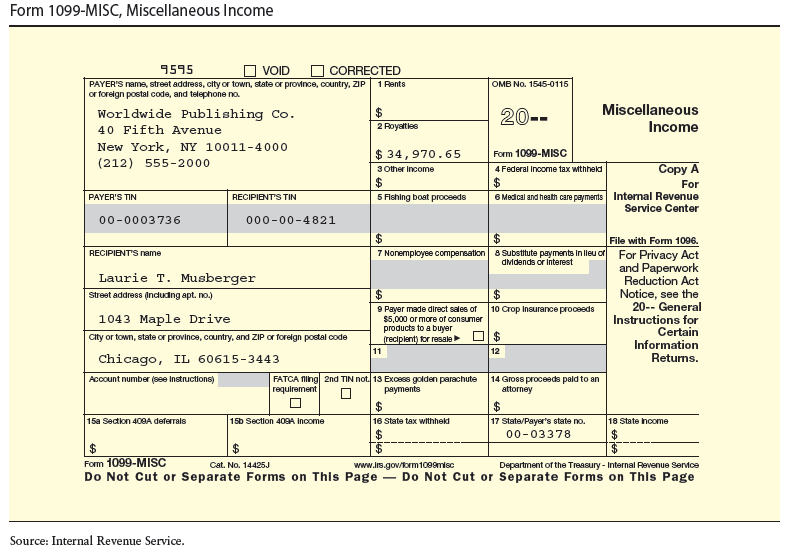 Form 1099-MISC, Miscellaneous Income
9595 VOID CORRECTED
PAYER'S name, street address, city or town, state or province, country, ZIP
or foreign postal code, and telephone no.
Worldwide Publishing Co.
40 Fifth Avenue
New York, NY 10011-4000
(212) 555-2000
1 Rents
$
2 Royalties
$ 34,970.65
OMB No. 1545-0115
20--
Form 1099-MISC
Miscellaneous
Income
3 Other income
$
4 Federal income tax withheld
$
Copy A
For
Internal Revenue
Service Center
File with Form 1096.
PAYER'S TIN
00-0003736
RECIPIENT'S TIN
000-00-4821
5 Fishing boat proceeds
$
6 Medical and health care payments
$
RECIPIENT'S name
Laurie T. Musberger
7 Nonemployee compensation
$
8 Substitute payments in lieu of
dividends or interest
$
For Privacy Act
and Paperwork
Reduction Act
Notice, see the
20-- General
Instructions for
Certain
Information
Returns.
Street address (including apt. no.)
1043 Maple Drive
9 Payer made direct sales of
$5,000 or more of consumer
products to a buyer
(recipient) for resale ►
10 Crop insurance proceeds
$
City or town, state or province, country, and ZIP or foreign postal code
Chicago, IL 60615-3443
11
12
Account number (see instructions)
FATCA filing
requirement
2nd TIN not.
13 Excess golden parachute
payments
$
14 Gross proceeds paid to an
attorney
$
15a Section 409A deferrals
$
15b Section 409A income
$
16 State tax withheld
$
$
17 State/Payer's state no.
00-03378
18 State income
$
$
Form 1099-MISC Cat. No. 14425J www.irs.gov/form1099misc Department of the Treasury - Internal Revenue Service
Do Not Cut or Separate Forms on This Page — Do Not Cut or Separate Forms on This Page
Source: Internal Revenue Service.